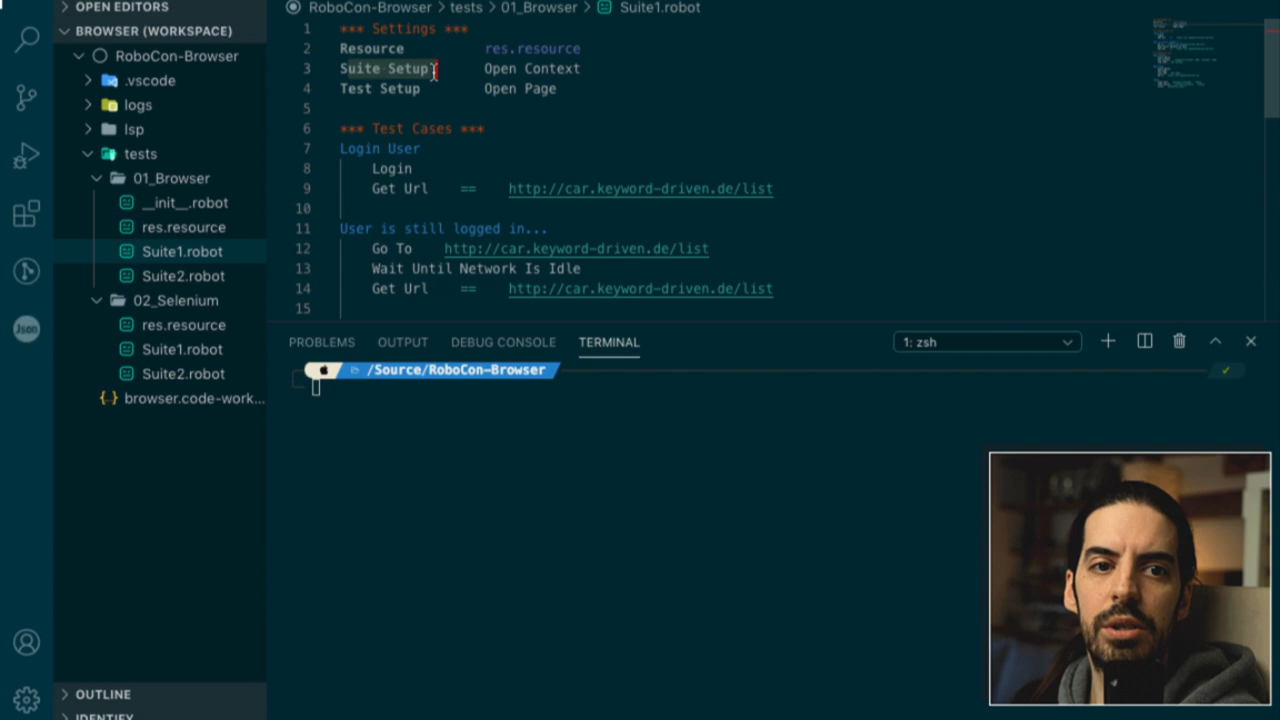 OPEN EDITORS
BROWSER (WORKSPACE)
RoboCon-Browser
.vscode
logs
lsp
tests
01_Browser
__init__.robot
res.resource
Suite1.robot
Suite2.robot
02_Selenium
res.resource
Suite1.robot
Suite2.robot
{..} browser.code-work...
OUTLINE
IDENTIFY
Json
RoboCon-Browser > tests > 01_Browser > Suite1.robot
1 *** Settings ***
2 Resource res.resource
3 Suite Setup Open Context
4 Test Setup Open Page
5
6 *** Test Cases ***
7 Login User
8 Login
9 Get Url == http://car.keyword-driven.de/list
10
11 User is still logged in...
12 Go To http://car.keyword-driven.de/list
13 Wait Until Network Is Idle
14 Get Url == http://car.keyword-driven.de/list
15
PROBLEMS OUTPUT DEBUG CONSOLE TERMINAL 1: zsh
/Source/RoboCon-Browser ✓